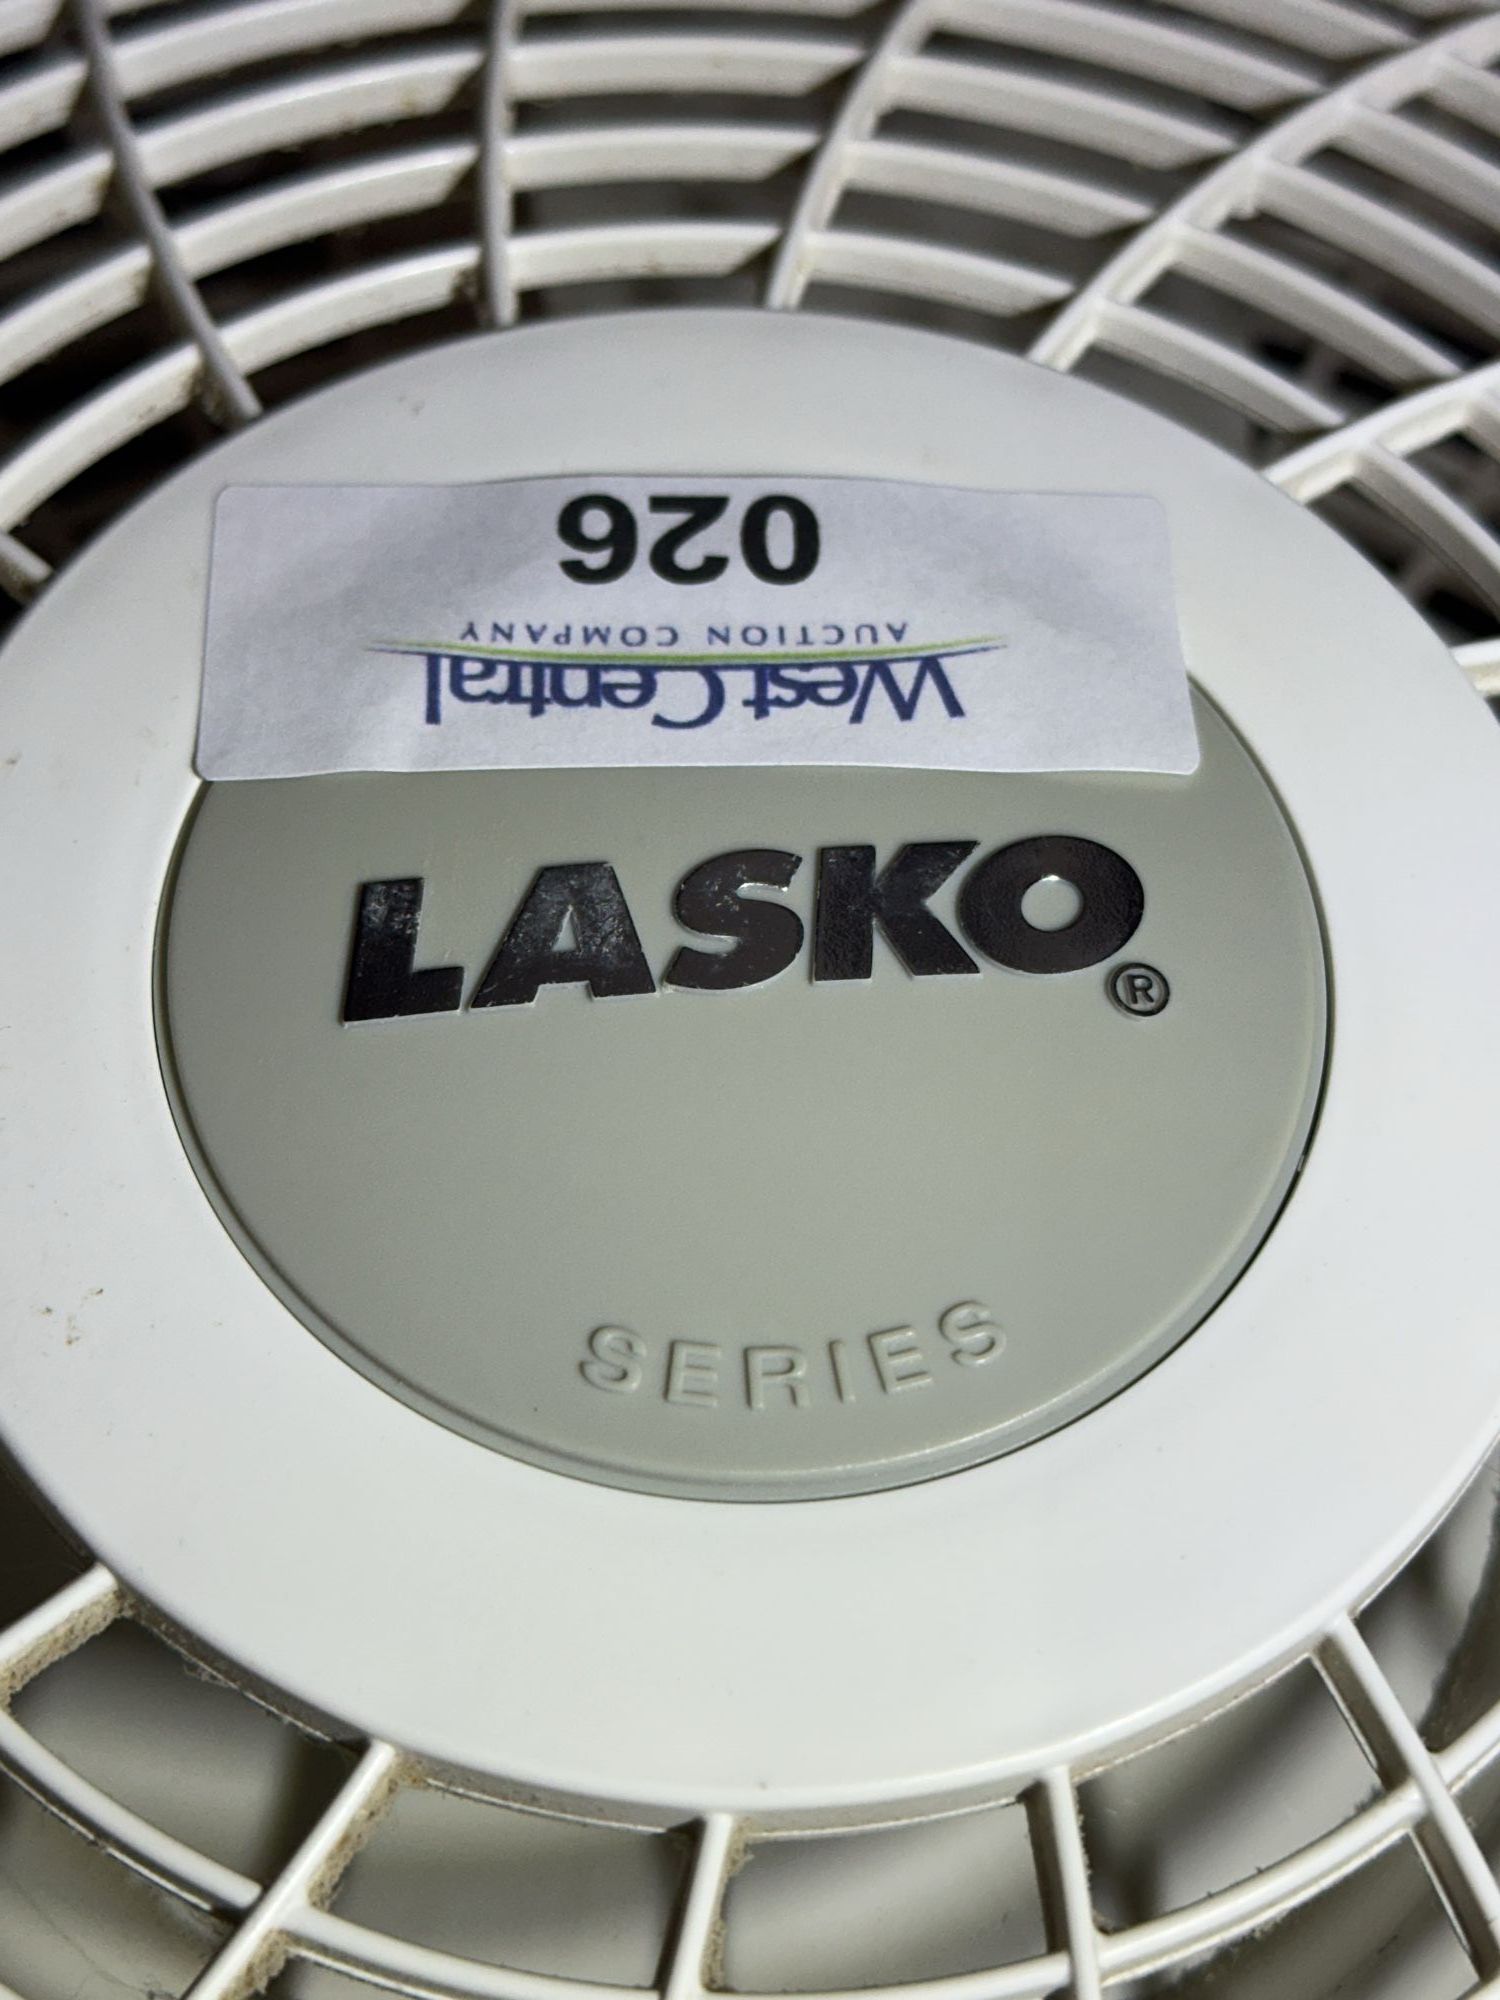 West Central
AUCTION COMPANY
026
LASKO®
SERIES